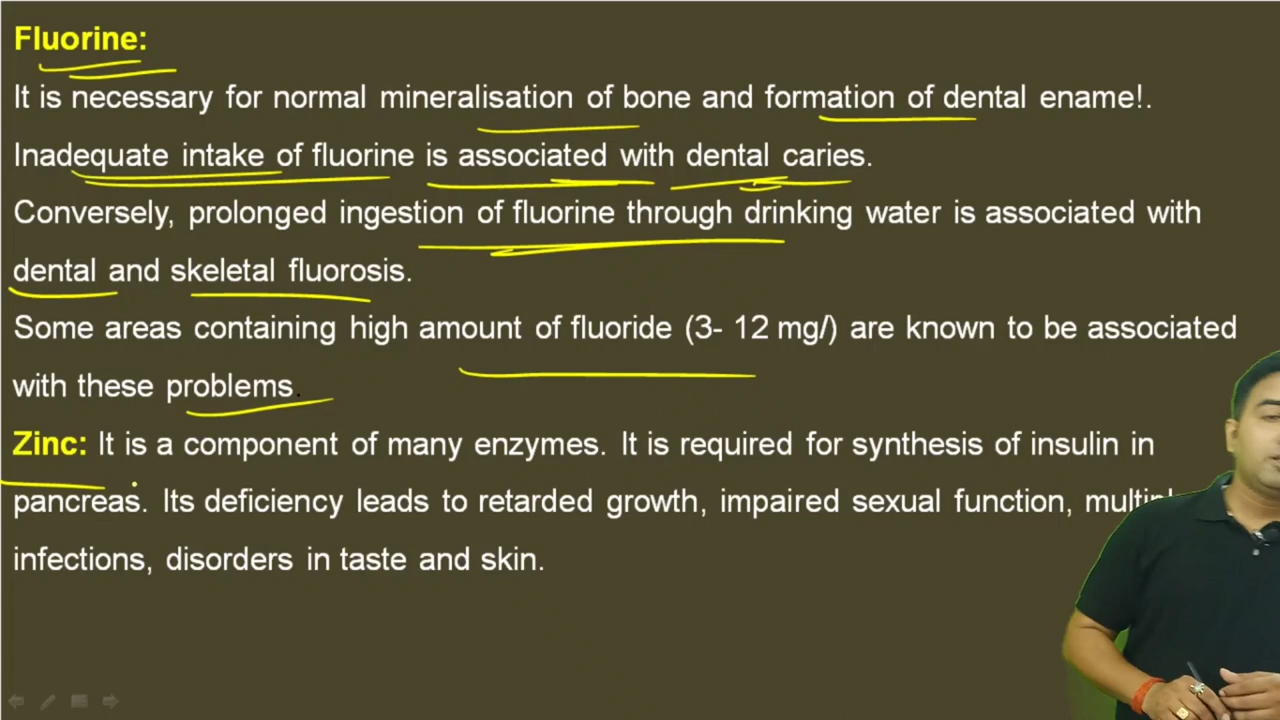 Fluorine:
It is necessary for normal mineralisation of bone and formation of dental ename!.
Inadequate intake of fluorine is associated with dental caries.
Conversely, prolonged ingestion of fluorine through drinking water is associated with
dental and skeletal fluorosis.
Some areas containing high amount of fluoride (3- 12 mg/) are known to be associated
with these problems.
Zinc: It is a component of many enzymes. It is required for synthesis of insulin in
pancreas. Its deficiency leads to retarded growth, impaired sexual function,
infections, disorders in taste and skin.